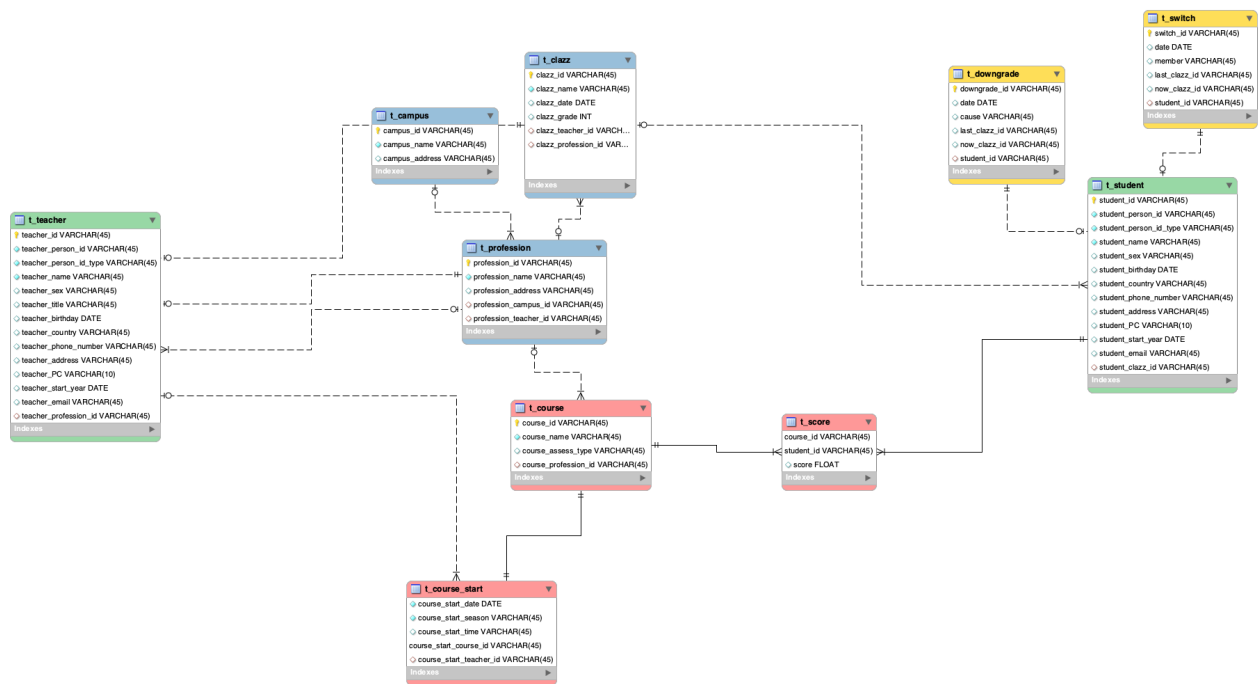 t_switch
switch_id VARCHAR(45)
date DATE
member VARCHAR(45)
last_clazz_id VARCHAR(45)
now_clazz_id VARCHAR(45)
student_id VARCHAR(45)
Indexes
t_clazz
clazz_id VARCHAR(45)
clazz_name VARCHAR(45)
clazz_date DATE
clazz_grade INT
clazz_teacher_id VARCH...
clazz_profession_id VAR...
Indexes
t_downgrade
downgrade_id VARCHAR(45)
date DATE
cause VARCHAR(45)
last_clazz_id VARCHAR(45)
now_clazz_id VARCHAR(45)
student_id VARCHAR(45)
Indexes
t_campus
campus_id VARCHAR(45)
campus_name VARCHAR(45)
campus_address VARCHAR(45)
Indexes
t_student
student_id VARCHAR(45)
student_person_id VARCHAR(45)
student_person_id_type VARCHAR(45)
student_name VARCHAR(45)
student_sex VARCHAR(45)
student_birthday DATE
student_country VARCHAR(45)
student_phone_number VARCHAR(45)
student_address VARCHAR(45)
student_PC VARCHAR(10)
student_start_year DATE
student_email VARCHAR(45)
student_clazz_id VARCHAR(45)
Indexes
t_teacher
teacher_id VARCHAR(45)
teacher_person_id VARCHAR(45)
teacher_person_id_type VARCHAR(45)
teacher_name VARCHAR(45)
teacher_sex VARCHAR(45)
teacher_title VARCHAR(45)
teacher_birthday DATE
teacher_country VARCHAR(45)
teacher_phone_number VARCHAR(45)
teacher_address VARCHAR(45)
teacher_PC VARCHAR(10)
teacher_start_year DATE
teacher_email VARCHAR(45)
teacher_profession_id VARCHAR(45)
Indexes
t_profession
profession_id VARCHAR(45)
profession_name VARCHAR(45)
profession_address VARCHAR(45)
profession_campus_id VARCHAR(45)
profession_teacher_id VARCHAR(45)
Indexes
t_course
course_id VARCHAR(45)
course_name VARCHAR(45)
course_assess_type VARCHAR(45)
course_profession_id VARCHAR(45)
Indexes
t_score
course_id VARCHAR(45)
student_id VARCHAR(45)
score FLOAT
Indexes
t_course_start
course_start_date DATE
course_start_season VARCHAR(45)
course_start_time VARCHAR(45)
course_start_course_id VARCHAR(45)
course_start_teacher_id VARCHAR(45)
Indexes